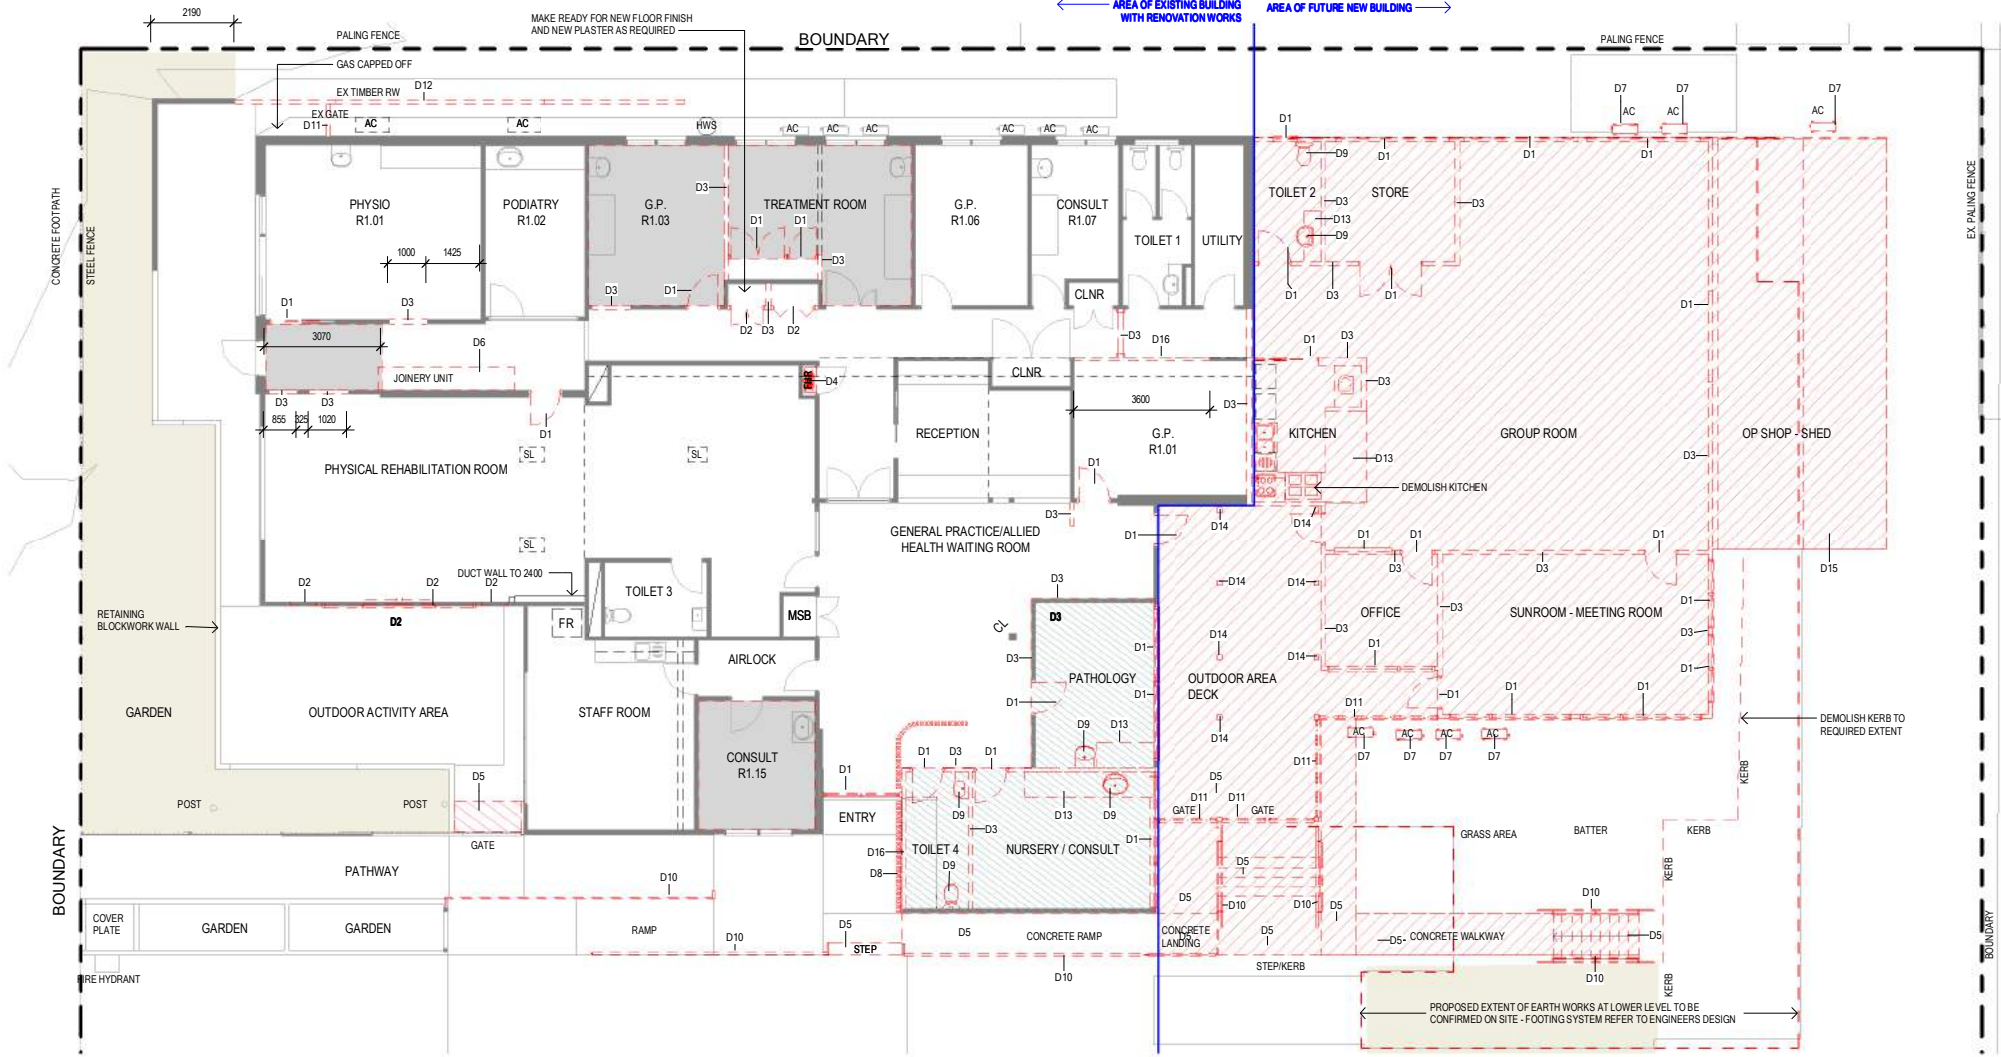 AREA OF EXISTING BUILDING
WITH RENOVATION WORKS
AREA OF FUTURE NEW BUILDING
2190
MAKE READY FOR NEW FLOOR FINISH
AND NEW PLASTER AS REQUIRED
PALING FENCE
BOUNDARY
PALING FENCE
GAS CAPPED OFF
EX TIMBER RW
D12
EX GATE
D11
AC
AC
HWS
AC
AC
AC
AC
AC
AC
D7
D7
D7
AC
AC
AC
D1
CONCRETE FOOTPATH
STEEL FENCE
EX PALING FENCE
PHYSIO
R1.01
PODIATRY
R1.02
G.P.
R1.03
D3
TREATMENT ROOM
D1
D1
D3
D1
D3
G.P.
R1.06
CONSULT
R1.07
TOILET 1
UTILITY
TOILET 2
D9
D3
D13
D9
STORE
D1
D1
D1
D3
D1
D3
D1
D1
1000
1425
D1
D3
3070
D6
JOINERY UNIT
D3
D3
855
325
1020
D1
D2
D3
D2
CLNR
D3
D16
CLNR
D4
FHR
RECEPTION
3600
D3
G.P.
R1.01
D1
D3
D1
D3
D3
KITCHEN
D13
DEMOLISH KITCHEN
GROUP ROOM
D3
OP SHOP - SHED
D15
PHYSICAL REHABILITATION ROOM
SL
SL
SL
GENERAL PRACTICE/ALLIED
HEALTH WAITING ROOM
DUCT WALL TO 2400
D2
D2
D2
D2
FR
TOILET 3
MSB
AIRLOCK
STAFF ROOM
CONSULT
R1.15
RETAINING
BLOCKWORK WALL
GARDEN
OUTDOOR ACTIVITY AREA
POST
POST
D5
GATE
CL
D3
D3
D3
D1
D1
D1
PATHOLOGY
D9
D13
D1
D14
D14
D14
D14
D14
D14
D14
OUTDOOR AREA
DECK
D1
D1
D3
OFFICE
D3
D3
D1
D3
D1
SUNROOM - MEETING ROOM
D1
D3
D1
D1
D1
D1
D11
AC
AC
AC
AC
D7
D7
D7
D7
D11
DEMOLISH KERB TO
REQUIRED EXTENT
KERB
D1
ENTRY
D1
D3
D1
D9
D3
D13
D9
D1
TOILET 4
D9
NURSERY / CONSULT
D16
D8
D5
D11
D11
GATE
GATE
D5
D5
D10
D10
D5
D5
GRASS AREA
BATTER
KERB
KERB
D10
D5
D10
KERB
BOUNDARY
PATHWAY
COVER
PLATE
GARDEN
GARDEN
FIRE HYDRANT
D10
RAMP
D10
D5
STEP
D5
CONCRETE RAMP
D10
CONCRETE
LANDING
D5
STEP/KERB
D5
CONCRETE WALKWAY
BOUNDARY
PROPOSED EXTENT OF EARTH WORKS AT LOWER LEVEL TO BE
CONFIRMED ON SITE - FOOTING SYSTEM REFER TO ENGINEERS DESIGN